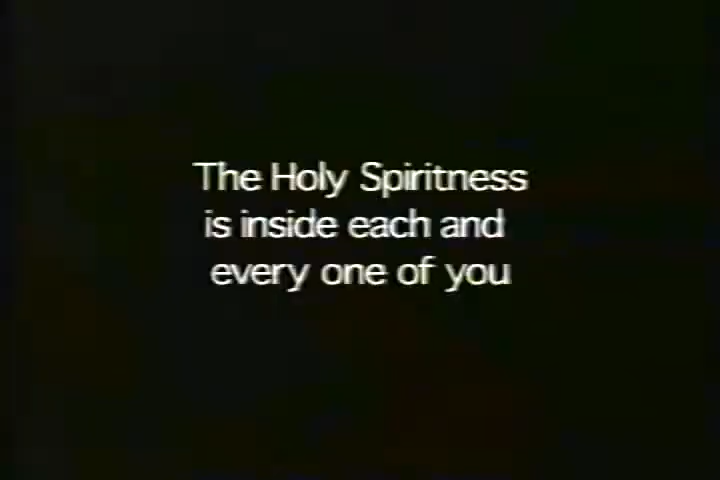 The Holy Spiritness
is inside each and
every one of you